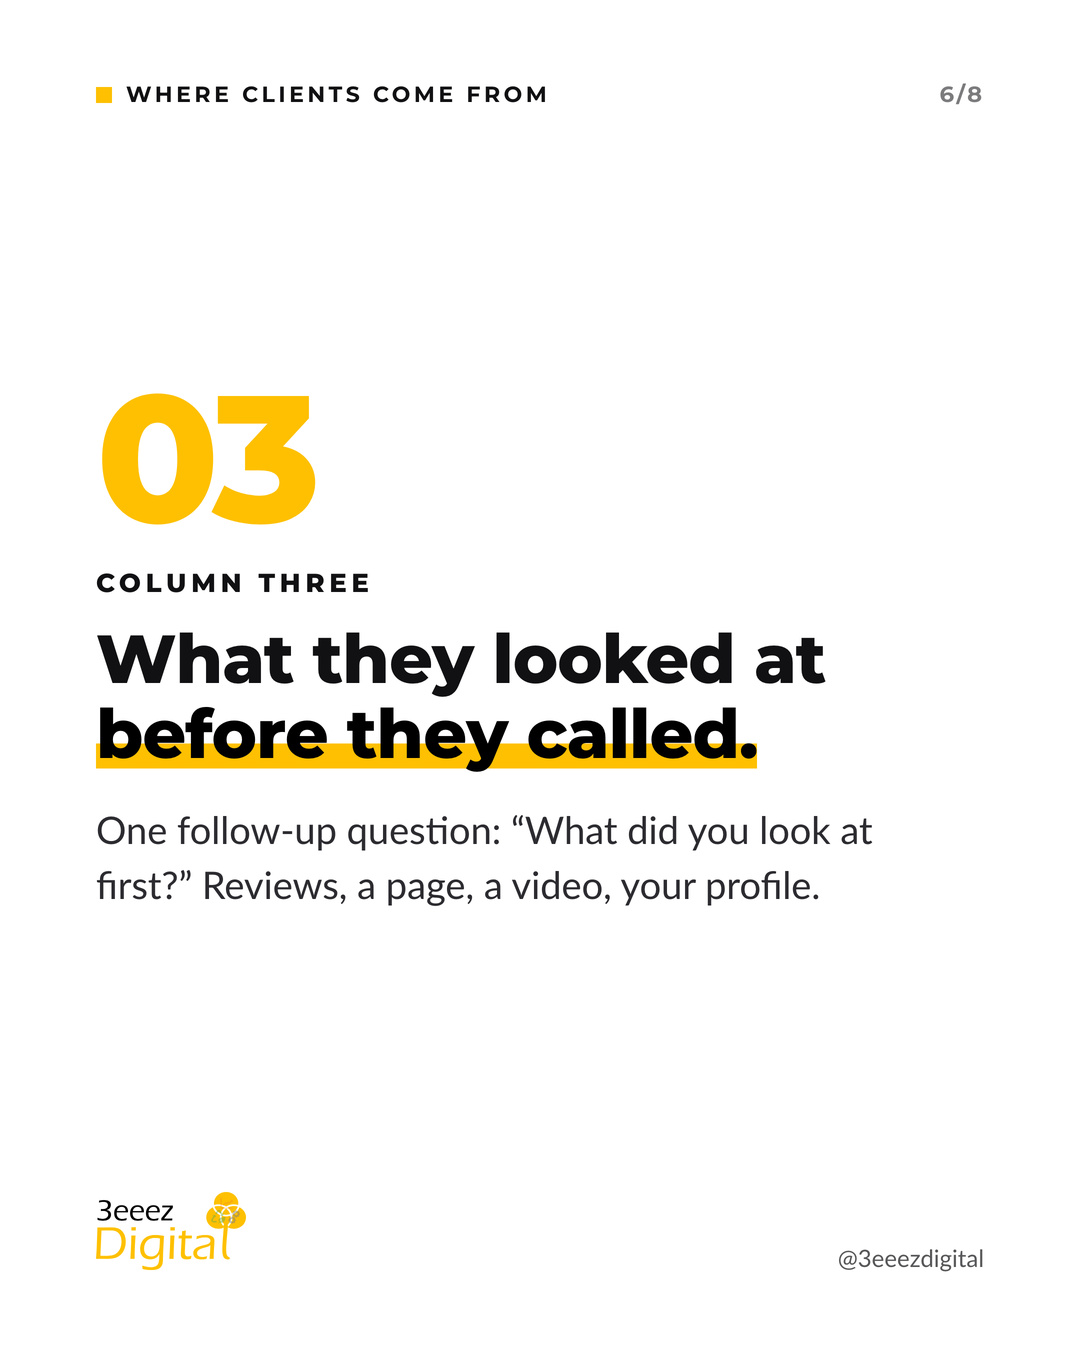 WHERE CLIENTS COME FROM
6/8
03
COLUMN THREE
What they looked at
before they called.
One follow-up question: “What did you look at
first?” Reviews, a page, a video, your profile.
3eeez
Digital
@3eeezdigital